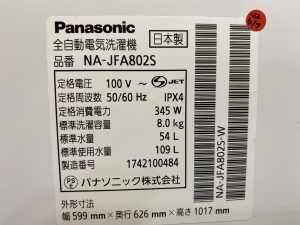 Panasonic
全自動電気洗濯機 日本製
品番 NA-JFA802S
定格電圧 100 V～ S JET
定格周波数 50/60 Hz IPX4
定格消費電力 345 W
標準洗濯容量 8.0 kg
標準水量 54 L
標準使用水量 109 L
製造番号 1742100484
PSE パナソニック株式会社
外形寸法
幅 599 mm×奥行 626 mm×高さ 1017 mm
NA-JFA802S-W